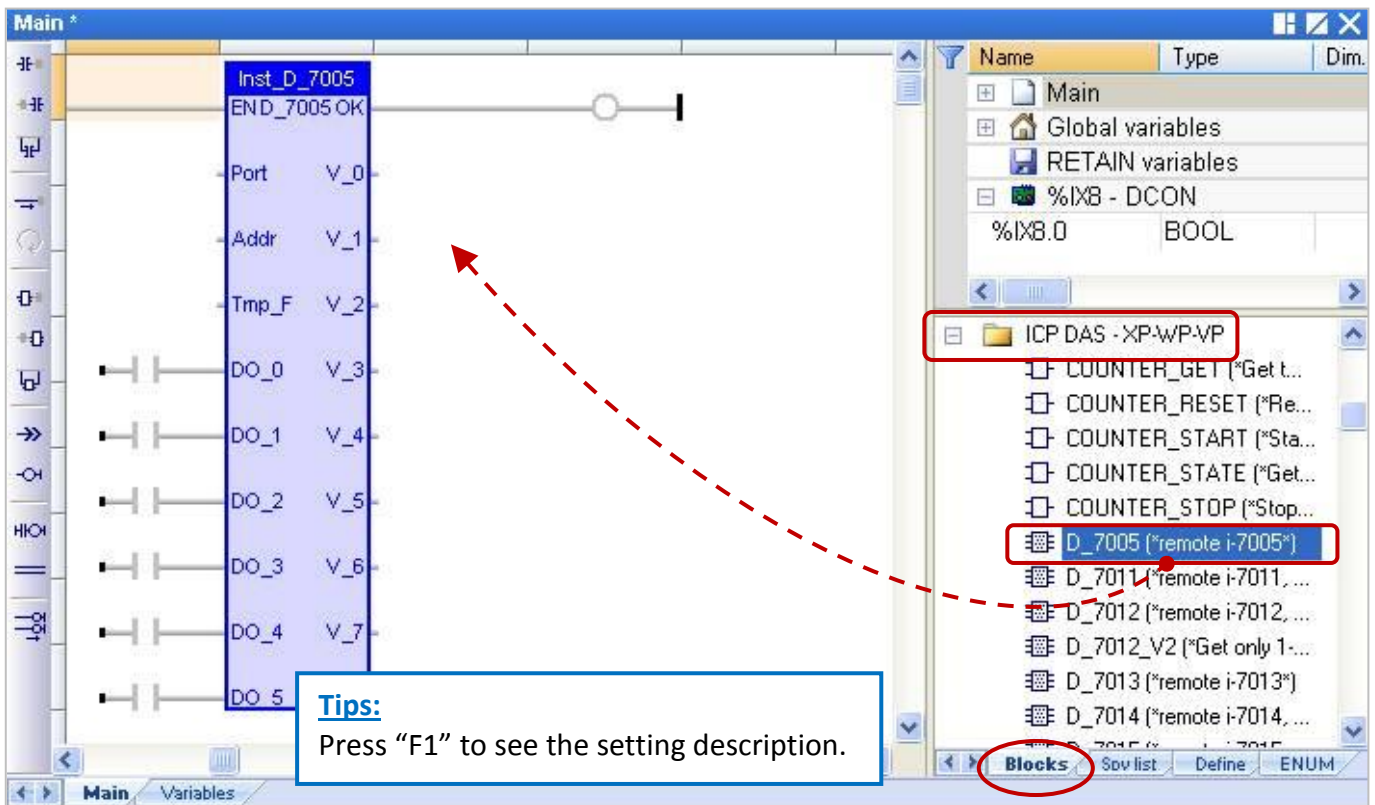 Main *
Inst_D_7005
EN D_7005 OK
Port V_0
Addr V_1
Tmp_F V_2
DO_0 V_3
DO_1 V_4
DO_2 V_5
DO_3 V_6
DO_4 V_7
DO_5
Tips:
Press “F1” to see the setting description.
Main Variables
Name Type Dim.
Main
Global variables
RETAIN variables
%IX8 - DCON
%IX8.0 BOOL
ICP DAS - XP-WP-VP
COUNTER_GET (*Get t...
COUNTER_RESET (*Re...
COUNTER_START (*Sta...
COUNTER_STATE (*Get...
COUNTER_STOP (*Stop...
D_7005 (*remote i-7005*)
D_7011 (*remote i-7011, ...
D_7012 (*remote i-7012, ...
D_7012_V2 (*Get only 1-...
D_7013 (*remote i-7013*)
D_7014 (*remote i-7014, ...
Blocks Spy list Define ENUM